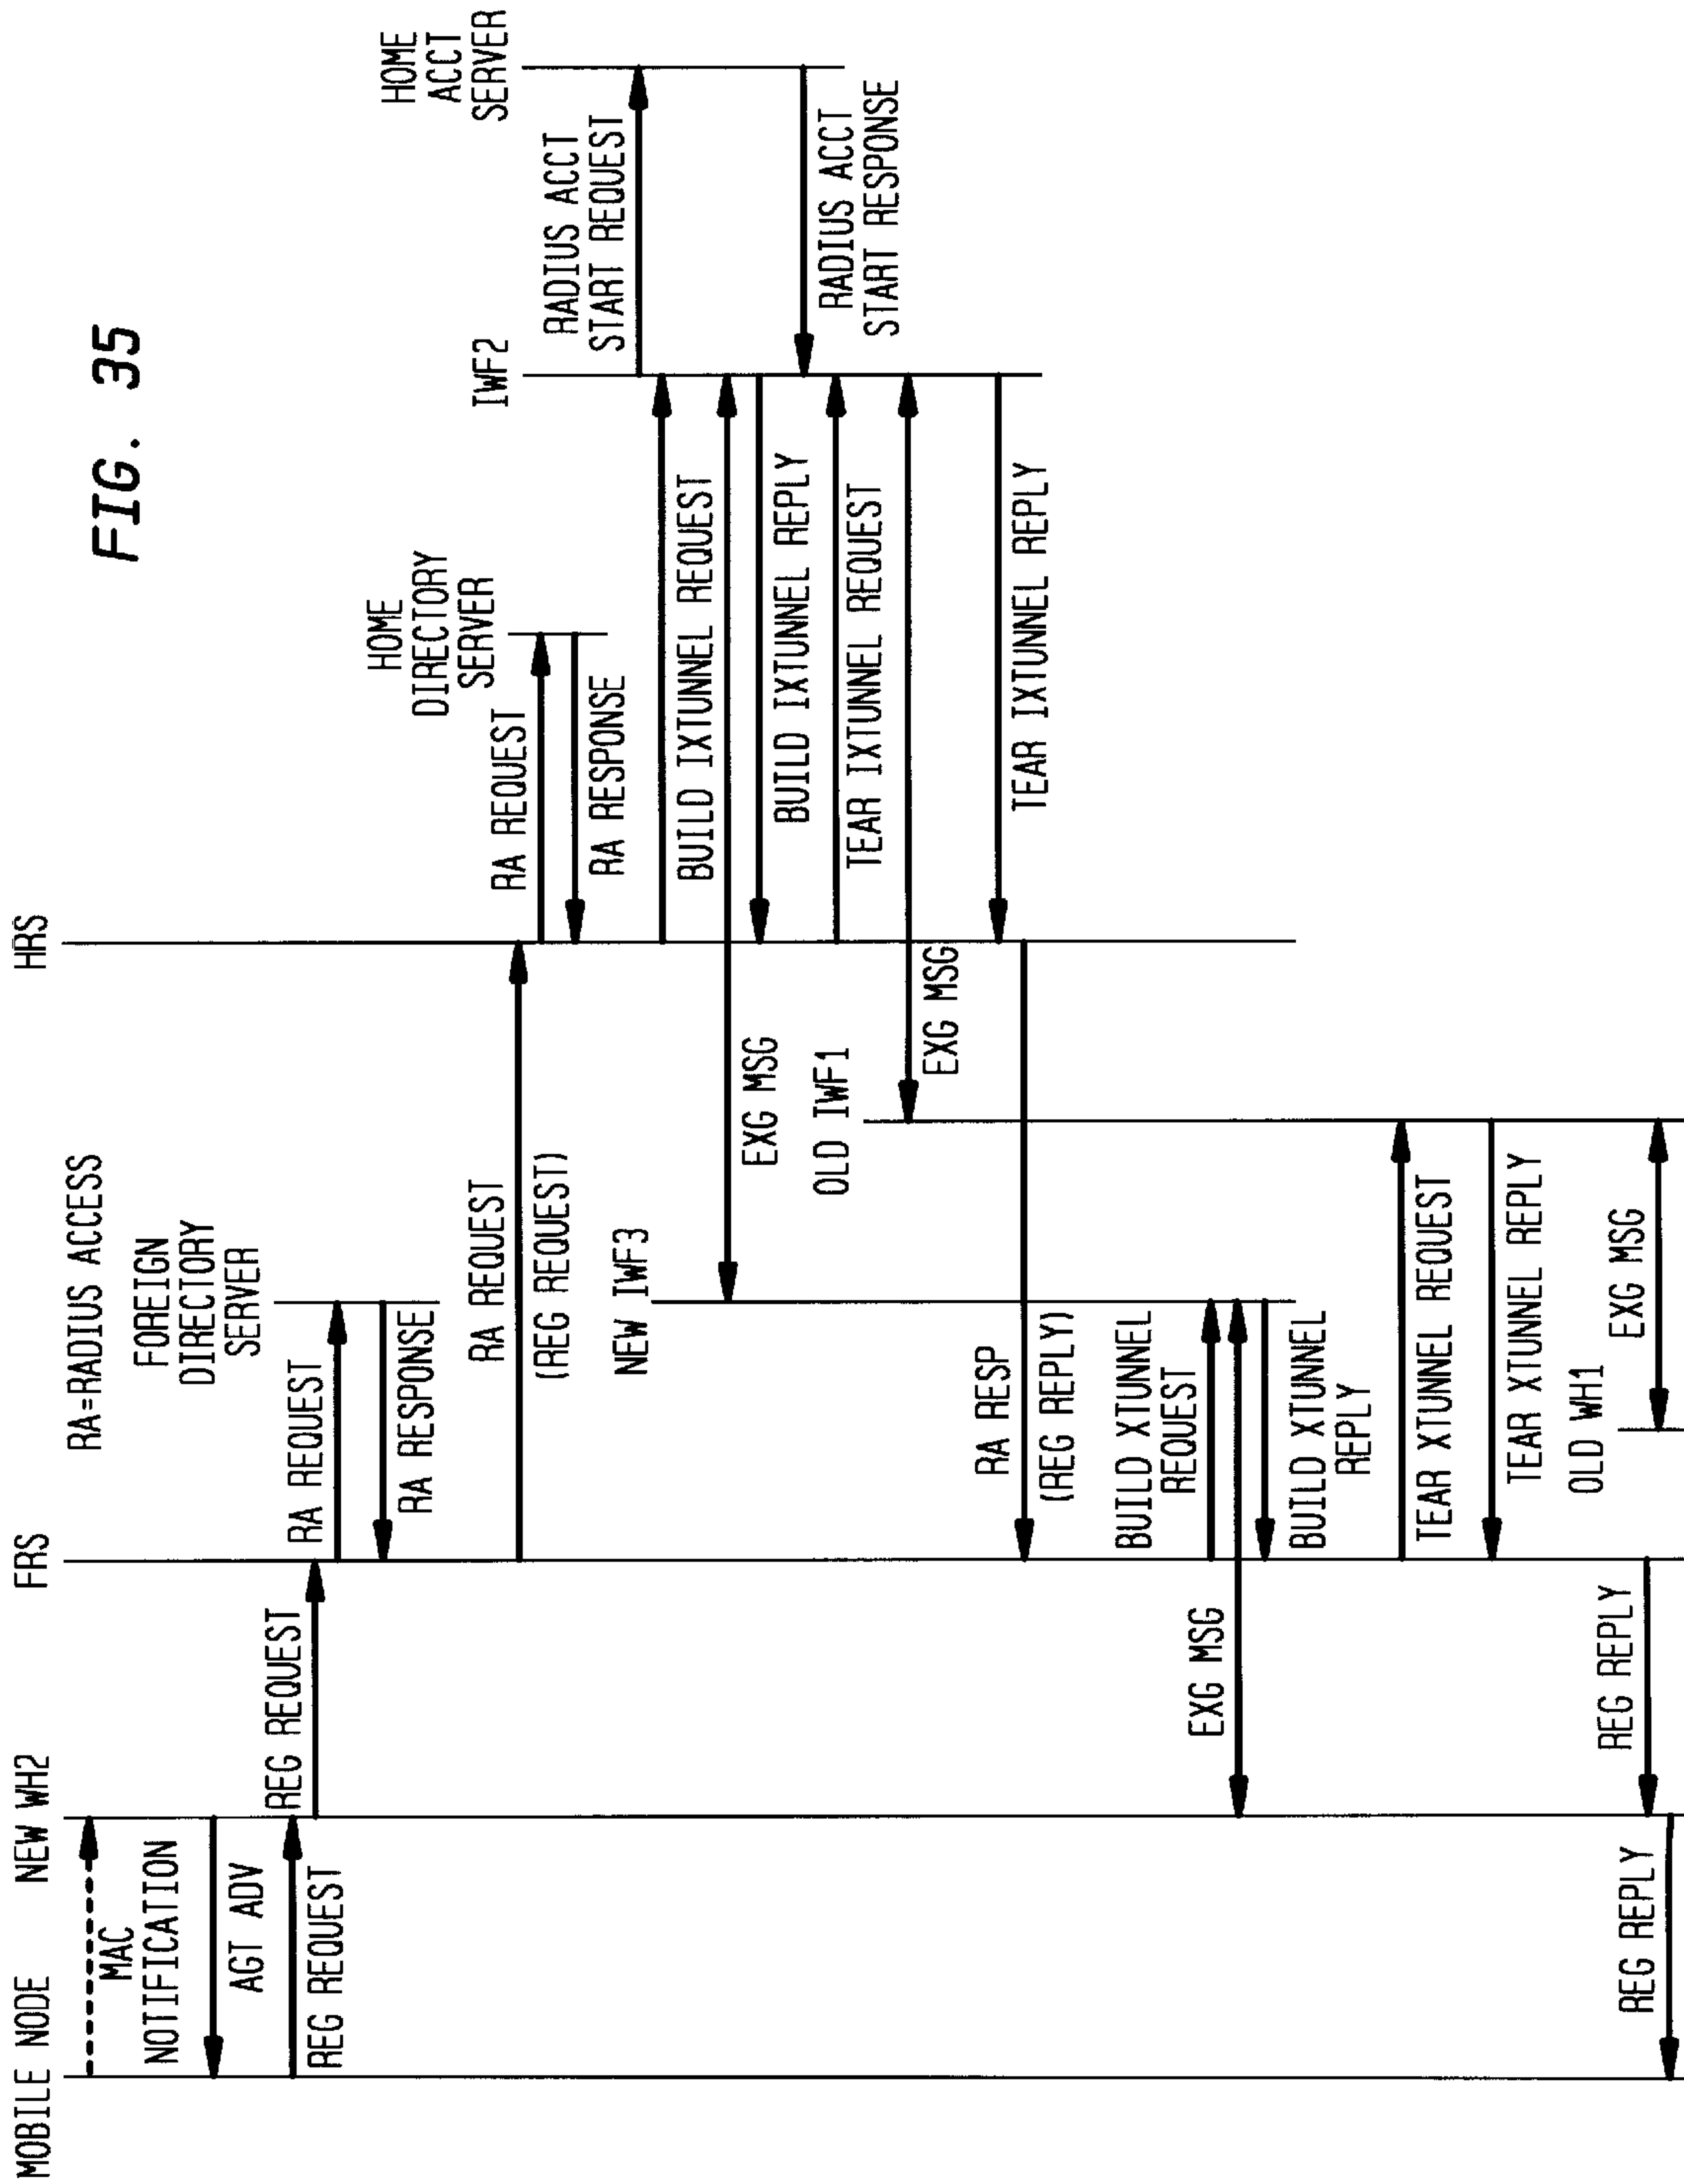 FIG. 35
RA=RADIUS ACCESS
MOBILE NODE
NEW WH2
FRS
HRS
MAC
NOTIFICATION
AGT ADV
REG REQUEST
REG REQUEST
FOREIGN
DIRECTORY
SERVER
RA REQUEST
RA RESPONSE
RA REQUEST
(REG REQUEST)
HOME
DIRECTORY
SERVER
RA REQUEST
RA RESPONSE
IWF2
HOME
ACCT
SERVER
RADIUS ACCT
START REQUEST
BUILD IXTUNNEL REQUEST
NEW IWF3
EXG MSG
BUILD IXTUNNEL REPLY
RADIUS ACCT
START RESPONSE
TEAR IXTUNNEL REQUEST
OLD IWF1
EXG MSG
TEAR IXTUNNEL REPLY
RA RESP
(REG REPLY)
BUILD XTUNNEL
REQUEST
EXG MSG
BUILD XTUNNEL
REPLY
TEAR XTUNNEL REQUEST
TEAR XTUNNEL REPLY
OLD WH1
EXG MSG
REG REPLY
REG REPLY